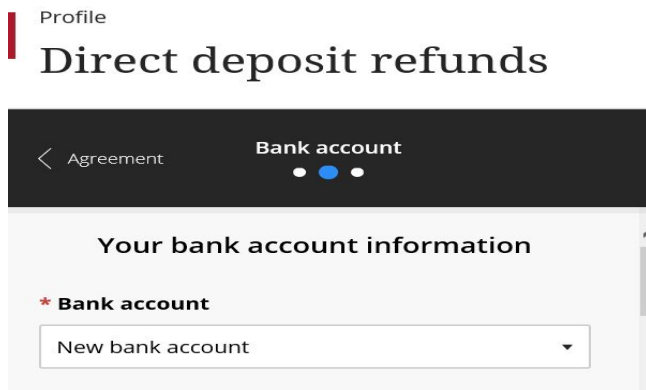 Profile
Direct deposit refunds
Agreement
Bank account
Your bank account information
* Bank account
New bank account